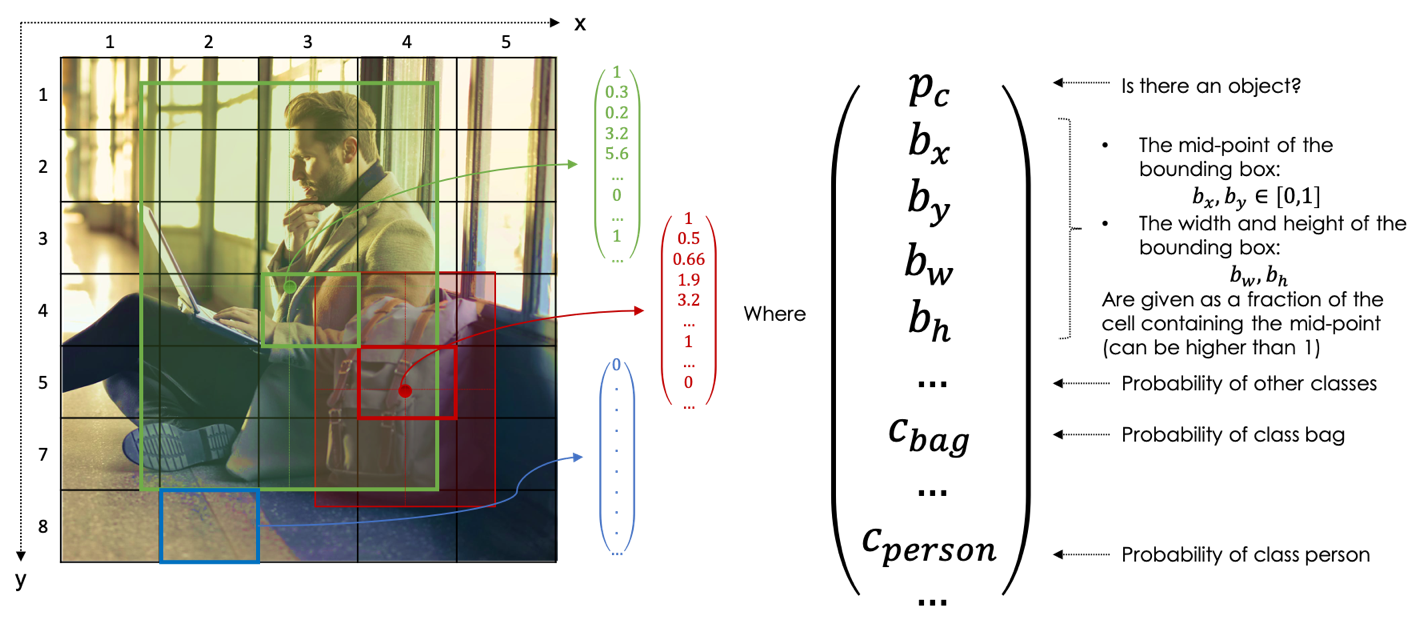 x
1 2 3 4 5
1
2
3
4
5
7
8
y
1
0.3
0.2
3.2
5.6
...
0
...
1
...
1
0.5
0.66
1.9
3.2
...
1
...
0
...
0
.
.
.
.
.
.
.
.
...
Where
p_c
b_x
b_y
b_w
b_h
...
c_bag
...
c_person
...
Is there an object?
• The mid-point of the
bounding box:
b_x, b_y ∈ [0,1]
• The width and height of the
bounding box:
b_w, b_h
Are given as a fraction of the
cell containing the mid-point
(can be higher than 1)
Probability of other classes
Probability of class bag
Probability of class person